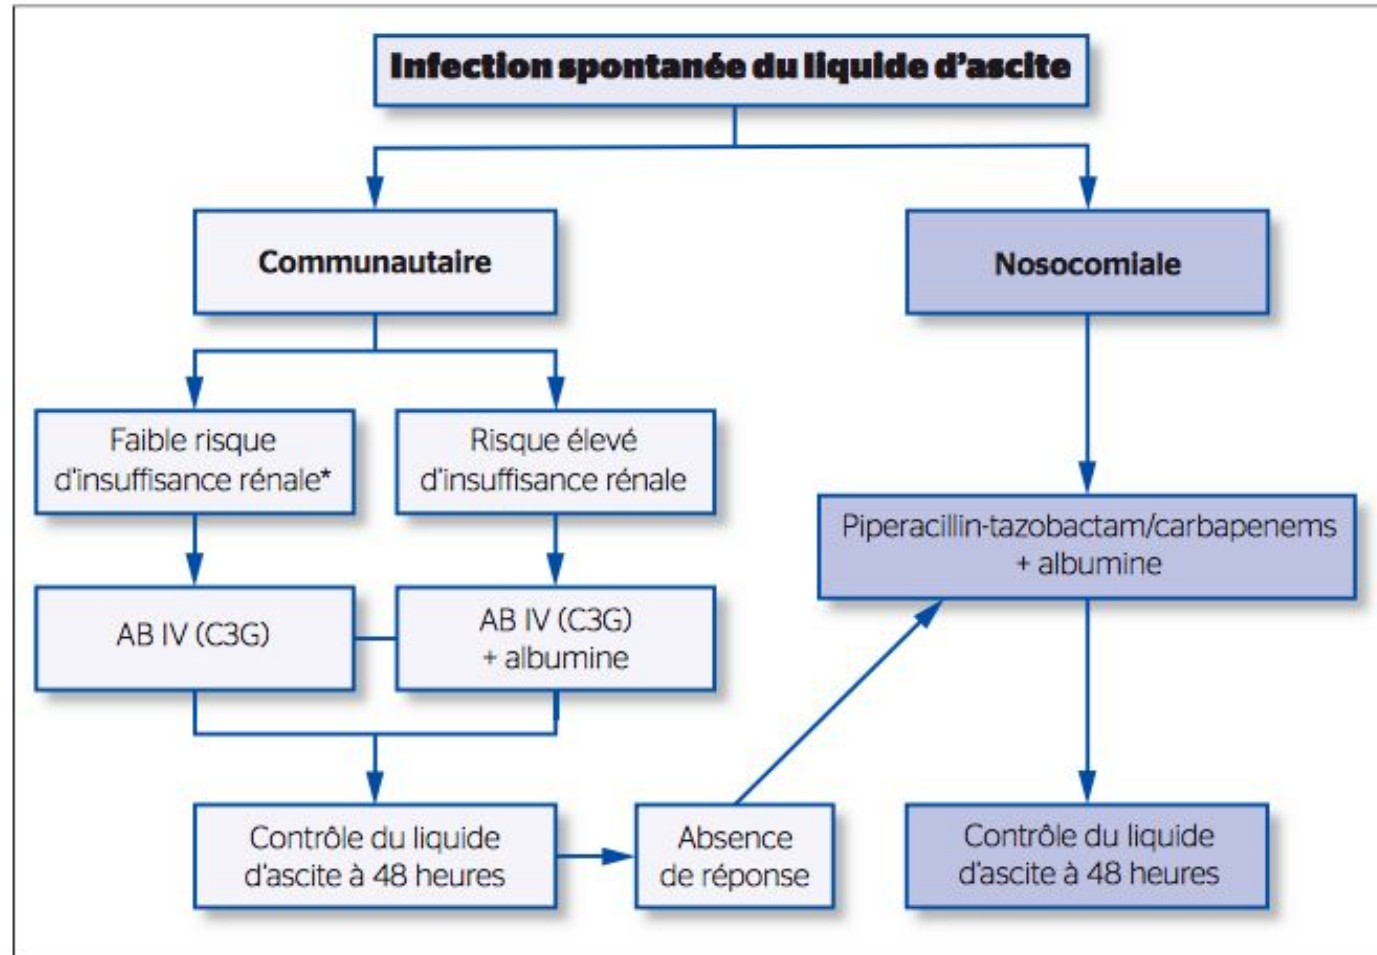 Infection spontanée du liquide d'ascite
Communautaire
Nosocomiale
Faible risque
d'insuffisance rénale*
Risque élevé
d'insuffisance rénale
Piperacillin-tazobactam/carbapenems
+ albumine
AB IV (C3G)
AB IV (C3G)
+ albumine
Contrôle du liquide
d'ascite à 48 heures
Absence
de réponse
Contrôle du liquide
d'ascite à 48 heures